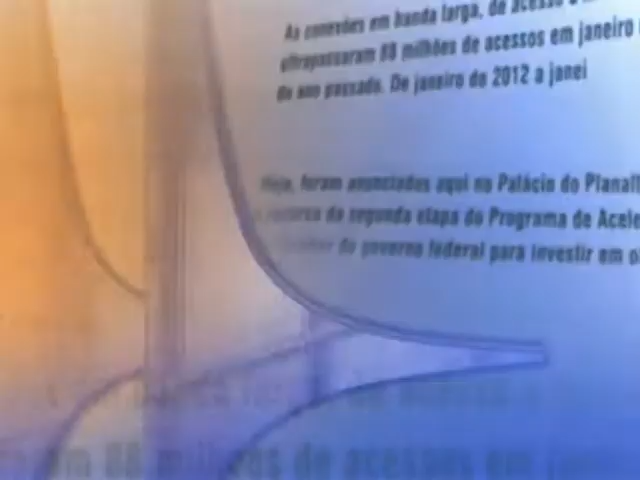 As conexões em banda larga, de acesso a
ultrapassaram 88 milhões de acessos em janeiro
do ano passado. De janeiro de 2012 a janei
Hoje, foram anunciados aqui no Palácio do Planalt
da segunda etapa do Programa de Acele
do governo federal para investir em o
88 milhões de acessos em